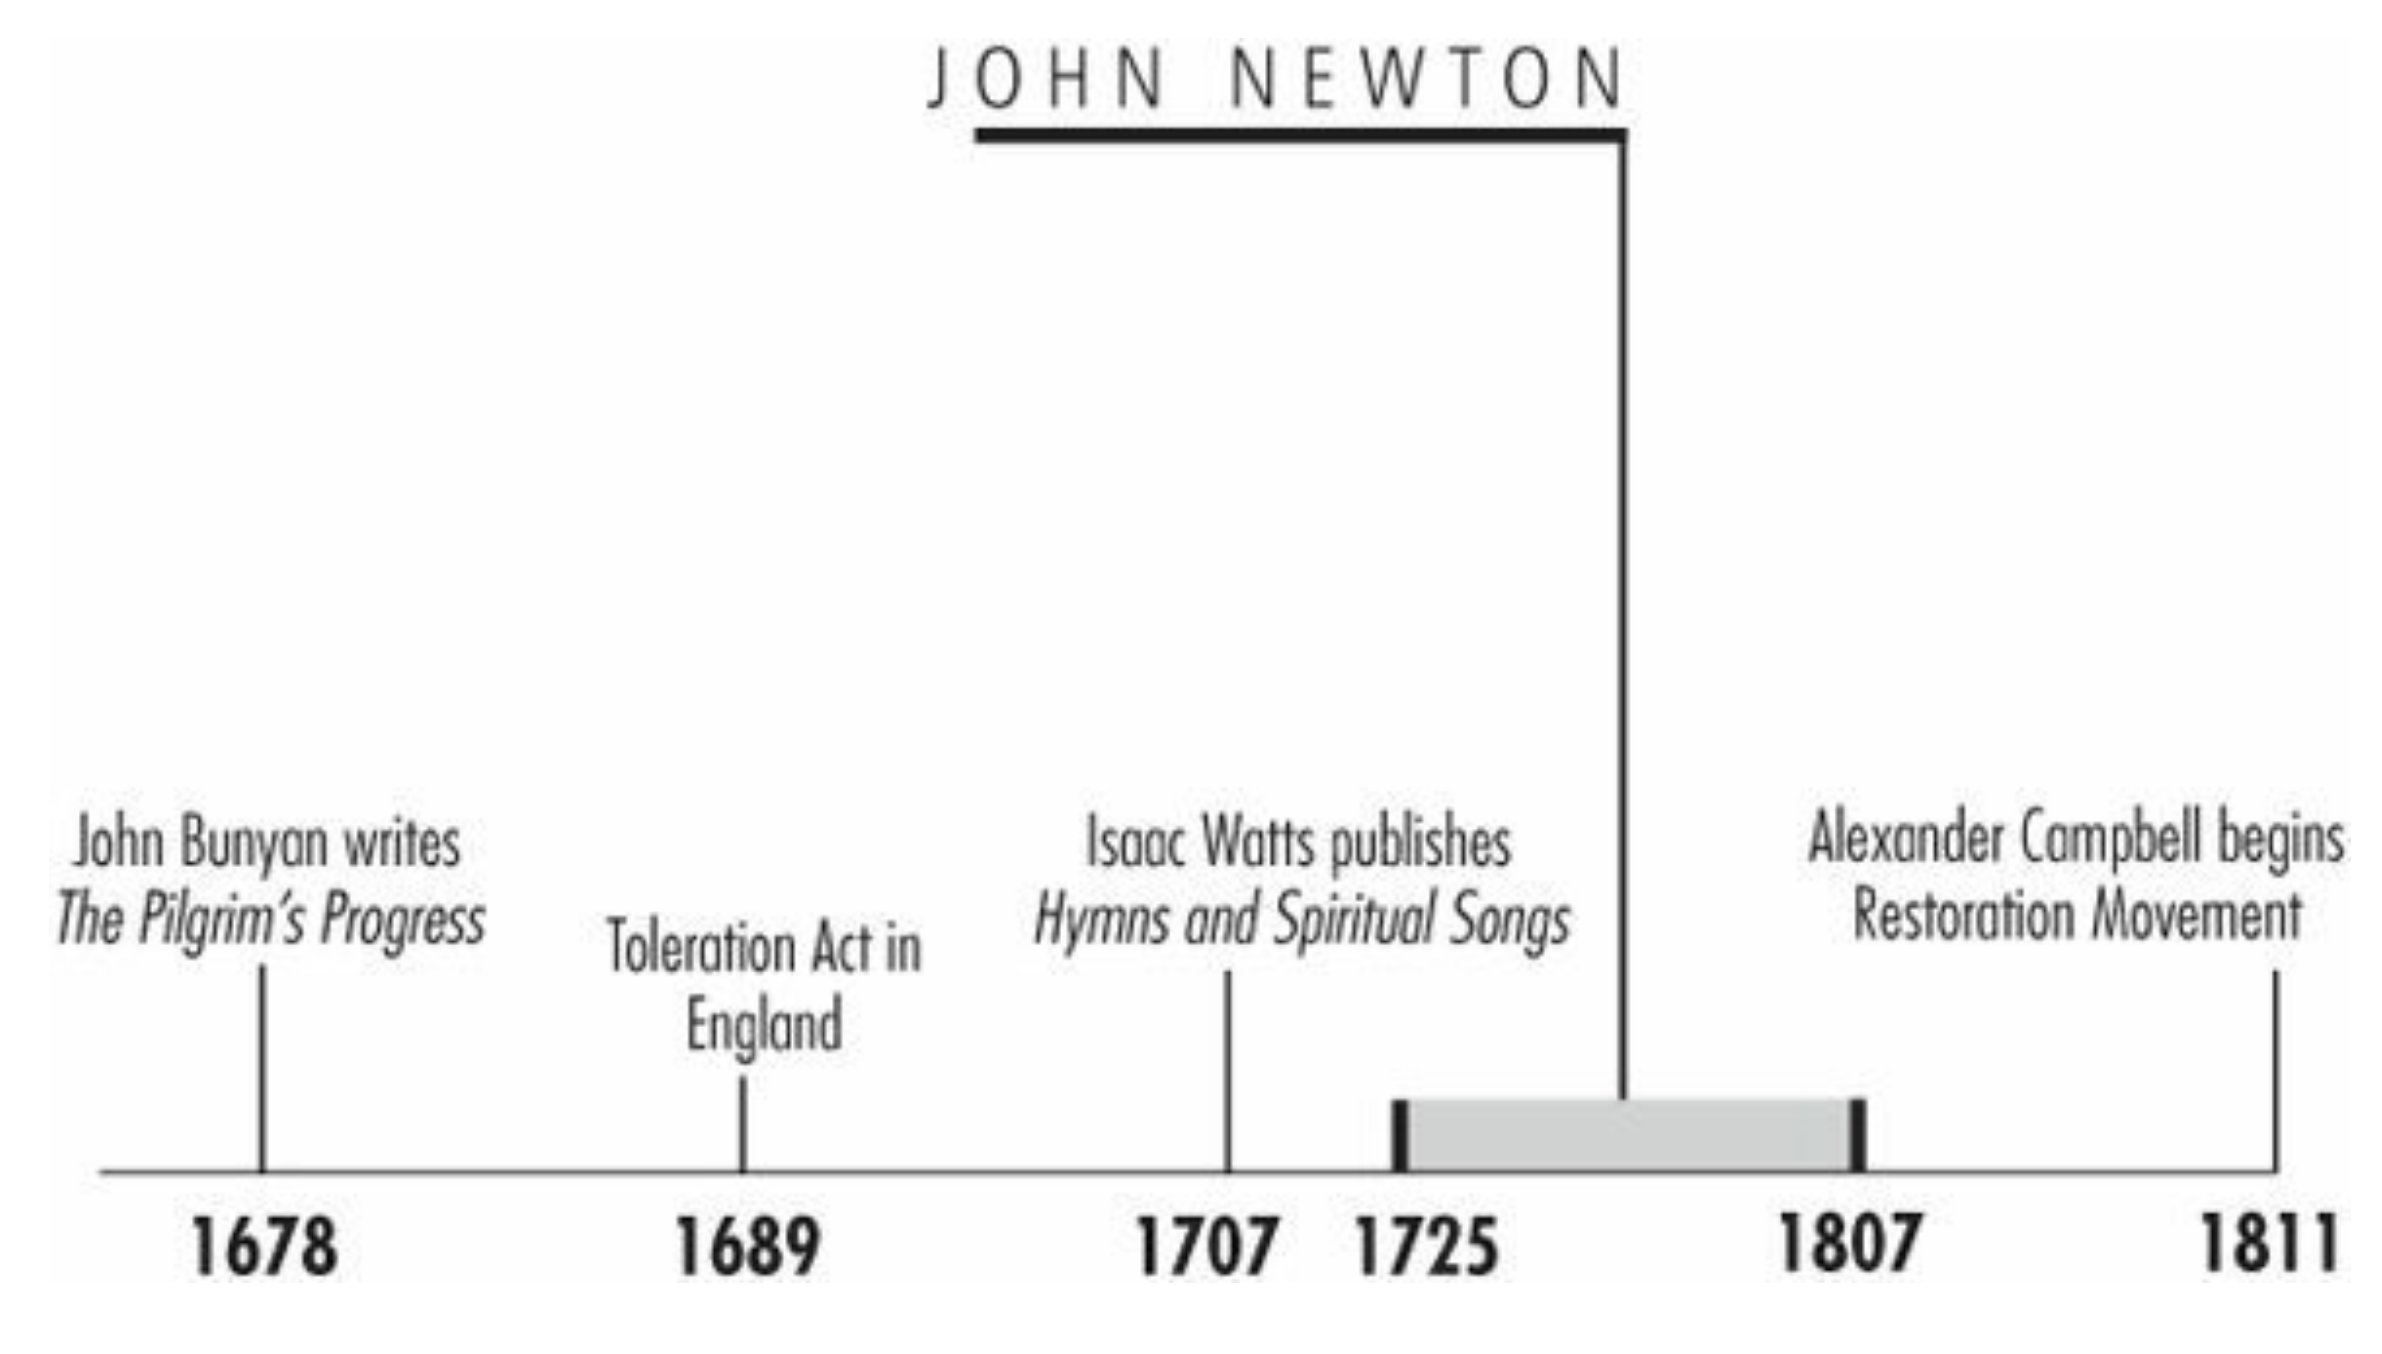 JOHN NEWTON
John Bunyan writes
The Pilgrim's Progress
Toleration Act in
England
Isaac Watts publishes
Hymns and Spiritual Songs
Alexander Campbell begins
Restoration Movement
1678
1689
1707
1725
1807
1811